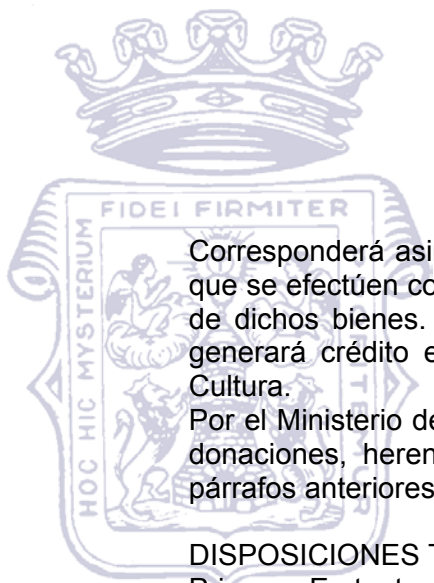 FIDEI FIRMITER
HOC HIC MYSTERIUM
Corresponderá asi
que se efectúen co
de dichos bienes.
generará crédito e
Cultura.
Por el Ministerio de
donaciones, heren
párrafos anteriores
DISPOSICIONES T